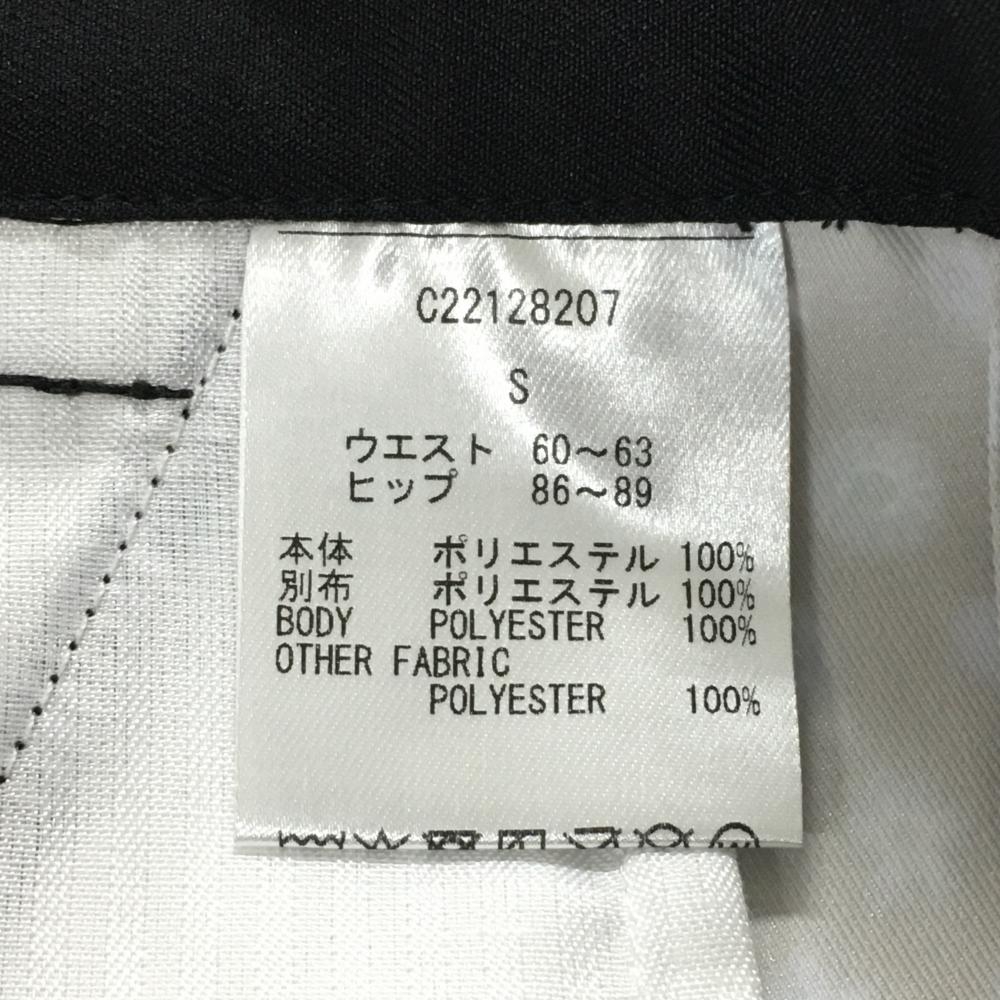 C22128207
S
ウエスト 60～63
ヒップ 86～89
本体 ポリエステル 100%
別布 ポリエステル 100%
BODY POLYESTER 100%
OTHER FABRIC
POLYESTER 100%